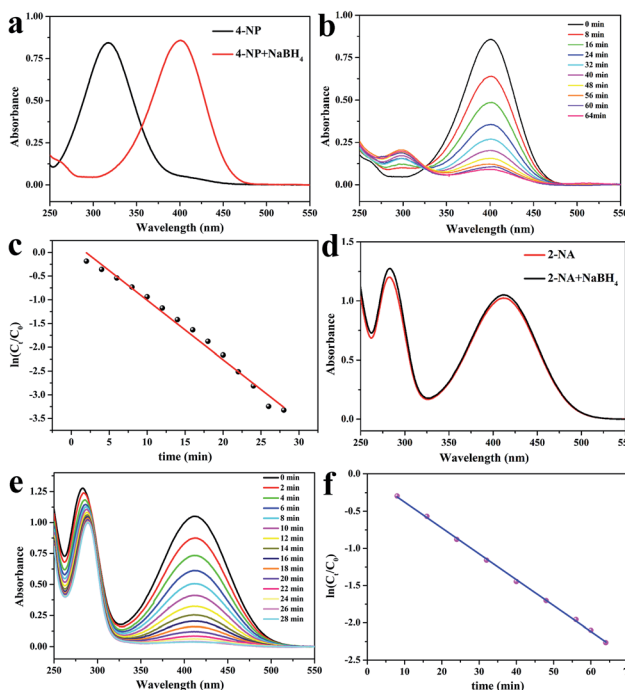 a
4-NP
4-NP+NaBH4
Absorbance
0.75
0.50
0.25
0.00
250 300 350 400 450 500 550
Wavelength (nm)
b
0 min
8 min
16 min
24 min
32 min
40 min
48 min
56 min
60 min
64min
Absorbance
1.00
0.75
0.50
0.25
0.00
250 300 350 400 450 500 550
Wavelength (nm)
c
ln(Ct/C0)
0.0
-0.5
-1.0
-1.5
-2.0
-2.5
-3.0
-3.5
0 5 10 15 20 25 30
time (min)
d
2-NA
2-NA+NaBH4
Absorbance
1.5
1.0
0.5
0.0
250 300 350 400 450 500 550
Wavelength (nm)
e
0 min
2 min
4 min
6 min
8 min
10 min
12 min
14 min
16 min
18 min
20 min
22 min
24 min
26 min
28 min
Absorbance
1.25
1.00
0.75
0.50
0.25
0.00
250 300 350 400 450 500 550
Wavelength (nm)
f
ln(Ct/C0)
0.0
-0.5
-1.0
-1.5
-2.0
-2.5
0 10 20 30 40 50 60 70
time (min)